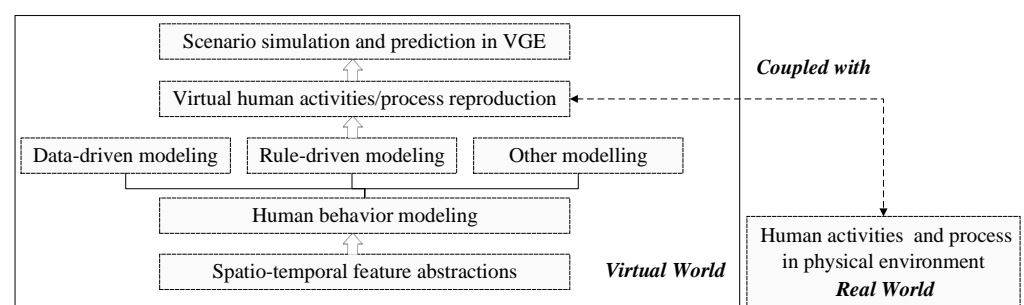 Scenario simulation and prediction in VGE
Coupled with
Virtual human activities/process reproduction
Data-driven modeling
Rule-driven modeling
Other modelling
Human behavior modeling
Spatio-temporal feature abstractions
Virtual World
Human activities and process
in physical environment
Real World